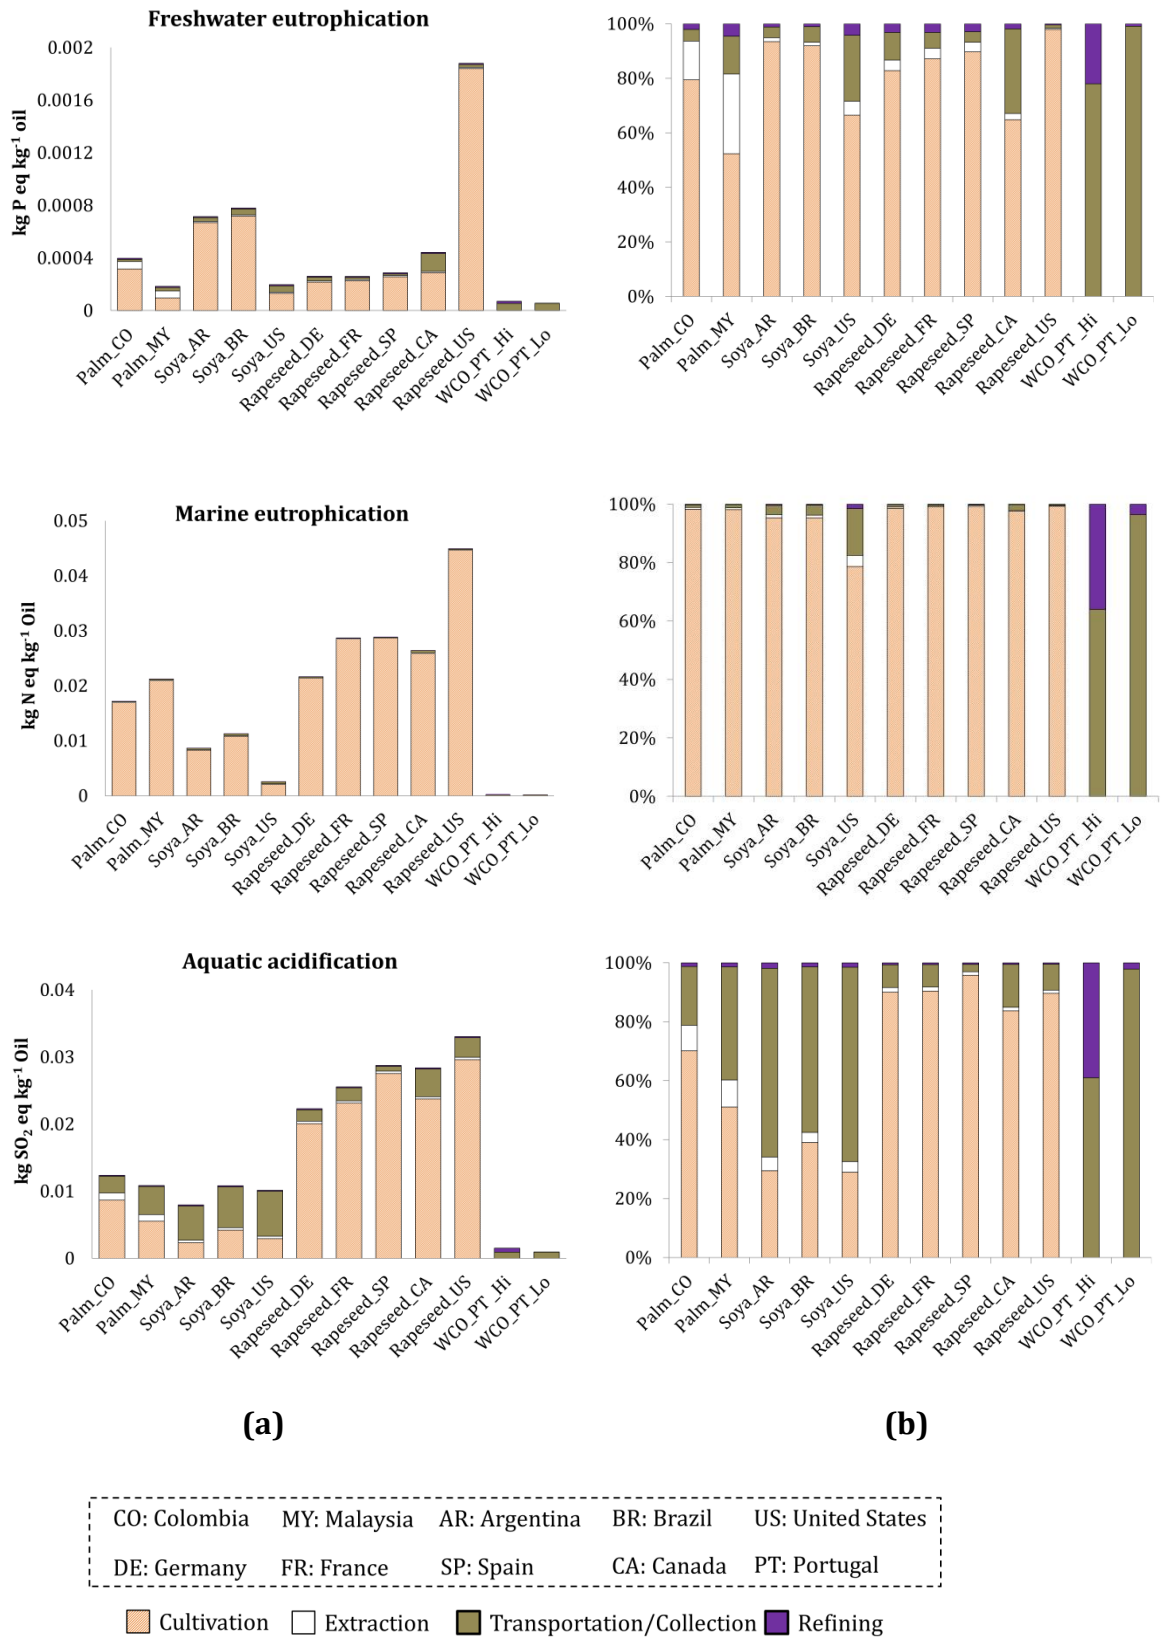 Freshwater eutrophication
kg P eq kg⁻¹ oil
0.002
0.0016
0.0012
0.0008
0.0004
0
Palm_CO
Palm_MY
Soya_AR
Soya_BR
Soya_US
Rapeseed_DE
Rapeseed_FR
Rapeseed_SP
Rapeseed_CA
Rapeseed_US
WCO_PT_Hi
WCO_PT_Lo
100%
80%
60%
40%
20%
0%
Palm_CO
Palm_MY
Soya_AR
Soya_BR
Soya_US
Rapeseed_DE
Rapeseed_FR
Rapeseed_SP
Rapeseed_CA
Rapeseed_US
WCO_PT_Hi
WCO_PT_Lo
Marine eutrophication
kg N eq kg⁻¹ Oil
0.05
0.04
0.03
0.02
0.01
0
Palm_CO
Palm_MY
Soya_AR
Soya_BR
Soya_US
Rapeseed_DE
Rapeseed_FR
Rapeseed_SP
Rapeseed_CA
Rapeseed_US
WCO_PT_Hi
WCO_PT_Lo
100%
80%
60%
40%
20%
0%
Palm_CO
Palm_MY
Soya_AR
Soya_BR
Soya_US
Rapeseed_DE
Rapeseed_FR
Rapeseed_SP
Rapeseed_CA
Rapeseed_US
WCO_PT_Hi
WCO_PT_Lo
Aquatic acidification
kg SO₂ eq kg⁻¹ Oil
0.04
0.03
0.02
0.01
0
Palm_CO
Palm_MY
Soya_AR
Soya_BR
Soya_US
Rapeseed_DE
Rapeseed_FR
Rapeseed_SP
Rapeseed_CA
Rapeseed_US
WCO_PT_Hi
WCO_PT_Lo
100%
80%
60%
40%
20%
0%
Palm_CO
Palm_MY
Soya_AR
Soya_BR
Soya_US
Rapeseed_DE
Rapeseed_FR
Rapeseed_SP
Rapeseed_CA
Rapeseed_US
WCO_PT_Hi
WCO_PT_Lo
(a) (b)
CO: Colombia MY: Malaysia AR: Argentina BR: Brazil US: United States
DE: Germany FR: France SP: Spain CA: Canada PT: Portugal
Cultivation Extraction Transportation/Collection Refining